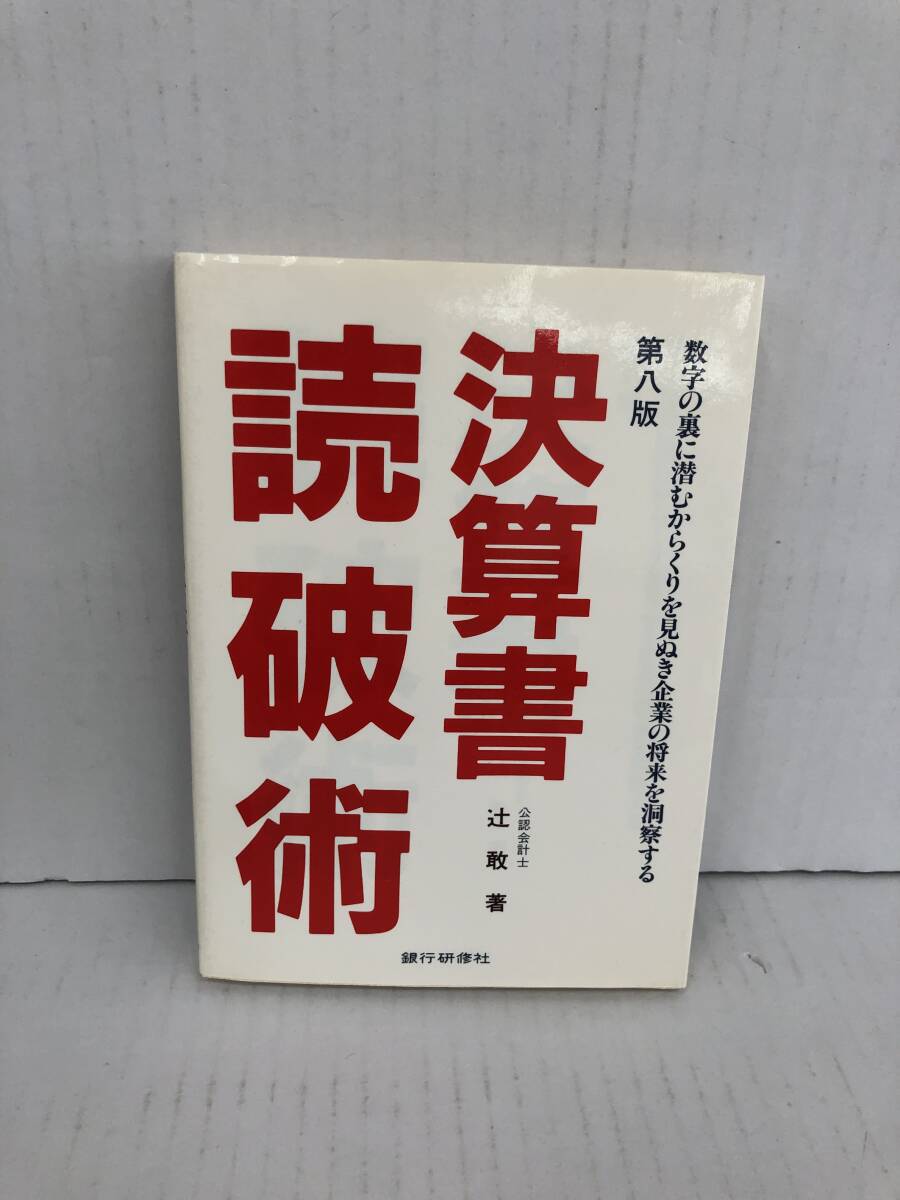 数字の裏に潜むからくりを見ぬき企業の将来を洞察する
第八版
決算書
読破術
公認会計士
辻敢著
銀行研修社